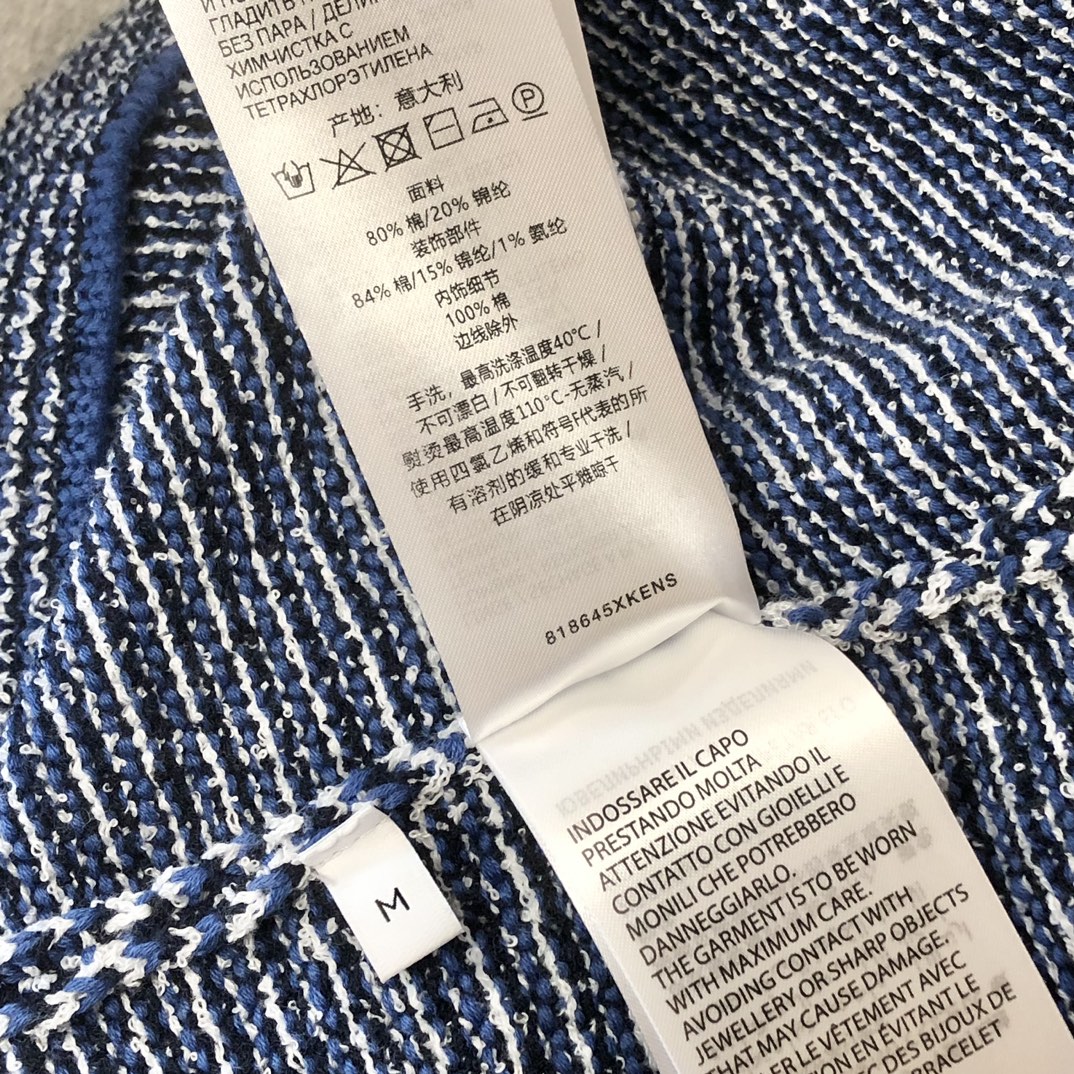 ГЛАДИТЬ
БЕЗ ПАРА / ДЕЛИ
ХИМЧИСТКА С
ИСПОЛЬЗОВАНИЕМ
ТЕТРАХЛОРЭТИЛЕНА
产地：意大利
P
面料
80% 棉/20% 锦纶
装饰部件
84% 棉/15% 锦纶/1% 氨纶
内饰细节
100% 棉
边线除外
手洗，最高洗涤温度40°C /
不可漂白 / 不可翻转干燥 /
熨烫最高温度110°C-无蒸汽 /
使用四氯乙烯和符号F代表的所
有溶剂的缓和专业干洗 /
在阴凉处平摊晾干
818645XKENS
M
INDOSSARE IL CAPO
PRESTANDO MOLTA
ATTENZIONE EVITANDO IL
CONTATTO CON GIOIELLI E
MONILI CHE POTREBBERO
DANNEGGIARLO.
THE GARMENT IS TO BE WORN
WITH MAXIMUM CARE.
AVOIDING CONTACT WITH
JEWELLERY OR SHARP OBJECTS
THAT MAY CAUSE DAMAGE.
ER LE VÊTEMENT AVEC
TION EN ÉVITANT LE
EC DES BIJOUX DE
BRACELET